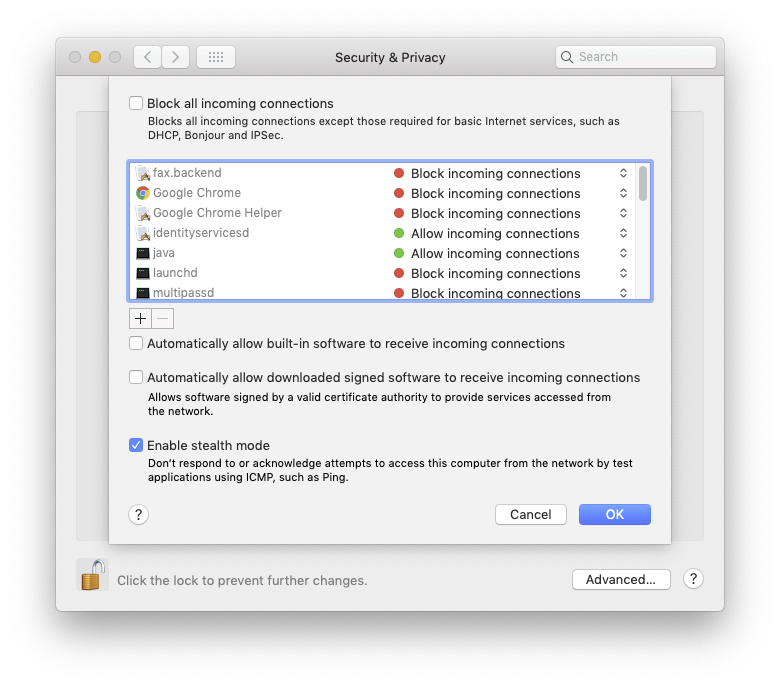 Security & Privacy
Search
Block all incoming connections
Blocks all incoming connections except those required for basic Internet services, such as
DHCP, Bonjour and IPSec.
fax.backend Block incoming connections
Google Chrome Block incoming connections
Google Chrome Helper Block incoming connections
identityservicesd Allow incoming connections
java Allow incoming connections
launchd Block incoming connections
multipassd Block incoming connections
Automatically allow built-in software to receive incoming connections
Automatically allow downloaded signed software to receive incoming connections
Allows software signed by a valid certificate authority to provide services accessed from
the network.
Enable stealth mode
Don’t respond to or acknowledge attempts to access this computer from the network by test
applications using ICMP, such as Ping.
? Cancel OK
Click the lock to prevent further changes. Advanced... ?